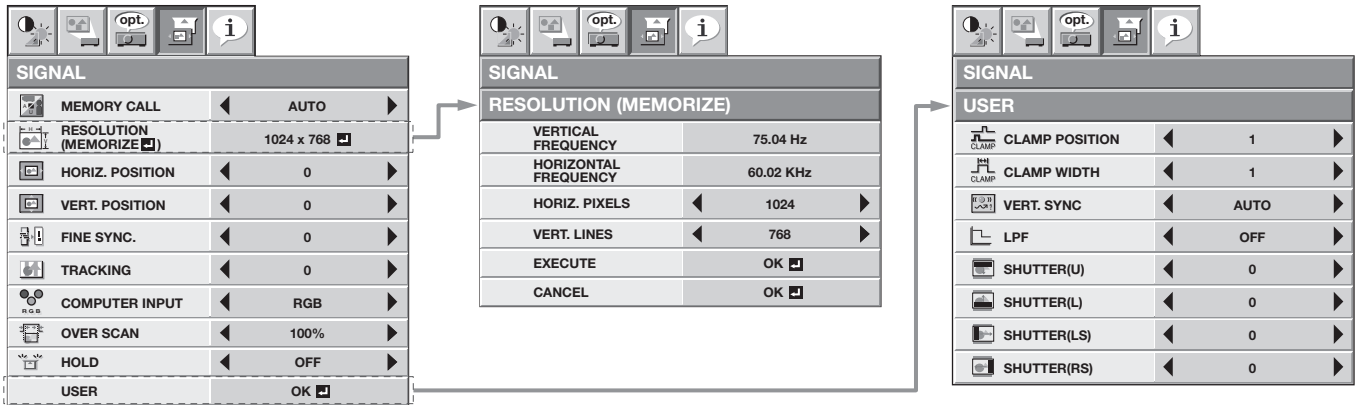 opt.
i
SIGNAL
MEMORY CALL AUTO
RESOLUTION
(MEMORIZE) 1024 x 768
HORIZ. POSITION 0
VERT. POSITION 0
FINE SYNC. 0
TRACKING 0
R G B
COMPUTER INPUT RGB
OVER SCAN 100%
HOLD OFF
USER OK
opt.
i
SIGNAL
RESOLUTION (MEMORIZE)
VERTICAL
FREQUENCY 75.04 Hz
HORIZONTAL
FREQUENCY 60.02 KHz
HORIZ. PIXELS 1024
VERT. LINES 768
EXECUTE OK
CANCEL OK
opt.
i
SIGNAL
USER
CLAMP
CLAMP POSITION 1
CLAMP
CLAMP WIDTH 1
VERT. SYNC AUTO
LPF OFF
SHUTTER(U) 0
SHUTTER(L) 0
SHUTTER(LS) 0
SHUTTER(RS) 0